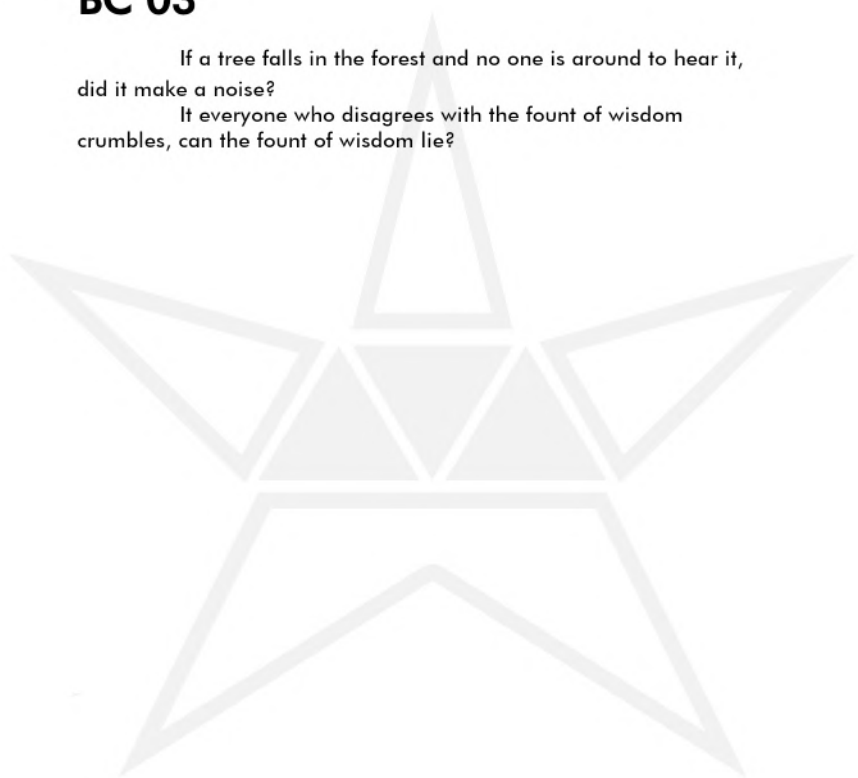 BC 03
If a tree falls in the forest and no one is around to hear it,
did it make a noise?
It everyone who disagrees with the fount of wisdom
crumbles, can the fount of wisdom lie?